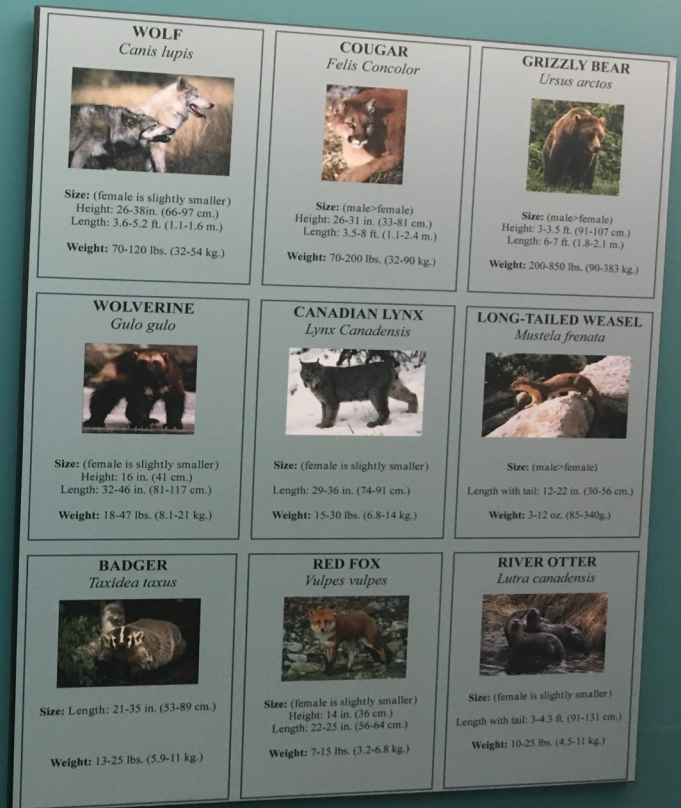 WOLF
Canis lupis
Size: (female is slightly smaller)
Height: 26-38in. (66-97 cm.)
Length: 3.6-5.2 ft. (1.1-1.6 m.)
Weight: 70-120 lbs. (32-54 kg.)
COUGAR
Felis Concolor
Size: (male>female)
Height: 26-31 in. (33-81 cm.)
Length: 3.5-8 ft. (1.1-2.4 m.)
Weight: 70-200 lbs. (32-90 kg.)
GRIZZLY BEAR
Ursus arctos
Size: (male>female)
Height: 3-3.5 ft. (91-107 cm.)
Length: 6-7 ft. (1.8-2.1 m.)
Weight: 200-850 lbs. (90-383 kg.)
WOLVERINE
Gulo gulo
Size: (female is slightly smaller)
Height: 16 in. (41 cm.)
Length: 32-46 in. (81-117 cm.)
Weight: 18-47 lbs. (8.1-21 kg.)
CANADIAN LYNX
Lynx Canadensis
Size: (female is slightly smaller)
Length: 29-36 in. (74-91 cm.)
Weight: 15-30 lbs. (6.8-14 kg.)
LONG-TAILED WEASEL
Mustela frenata
Size: (male>female)
Length with tail: 12-22 in. (30-56 cm.)
Weight: 3-12 oz. (85-340g.)
BADGER
Taxidea taxus
Size: Length: 21-35 in. (53-89 cm.)
Weight: 13-25 lbs. (5.9-11 kg.)
RED FOX
Vulpes vulpes
Size: (female is slightly smaller)
Height: 14 in. (36 cm.)
Length: 22-25 in. (56-64 cm.)
Weight: 7-15 lbs. (3.2-6.8 kg.)
RIVER OTTER
Lutra canadensis
Size: (female is slightly smaller)
Length with tail: 3-4.3 ft. (91-131 cm.)
Weight: 10-25 lbs. (4.5-11 kg.)